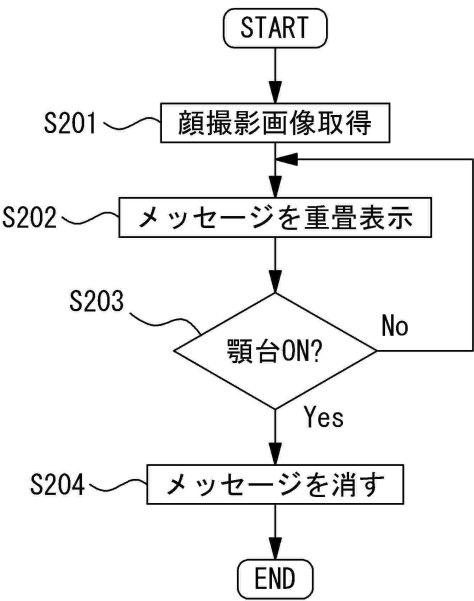 START
S201
顔撮影画像取得
S202
メッセージを重畳表示
S203
顎台ON?
No
Yes
S204
メッセージを消す
END